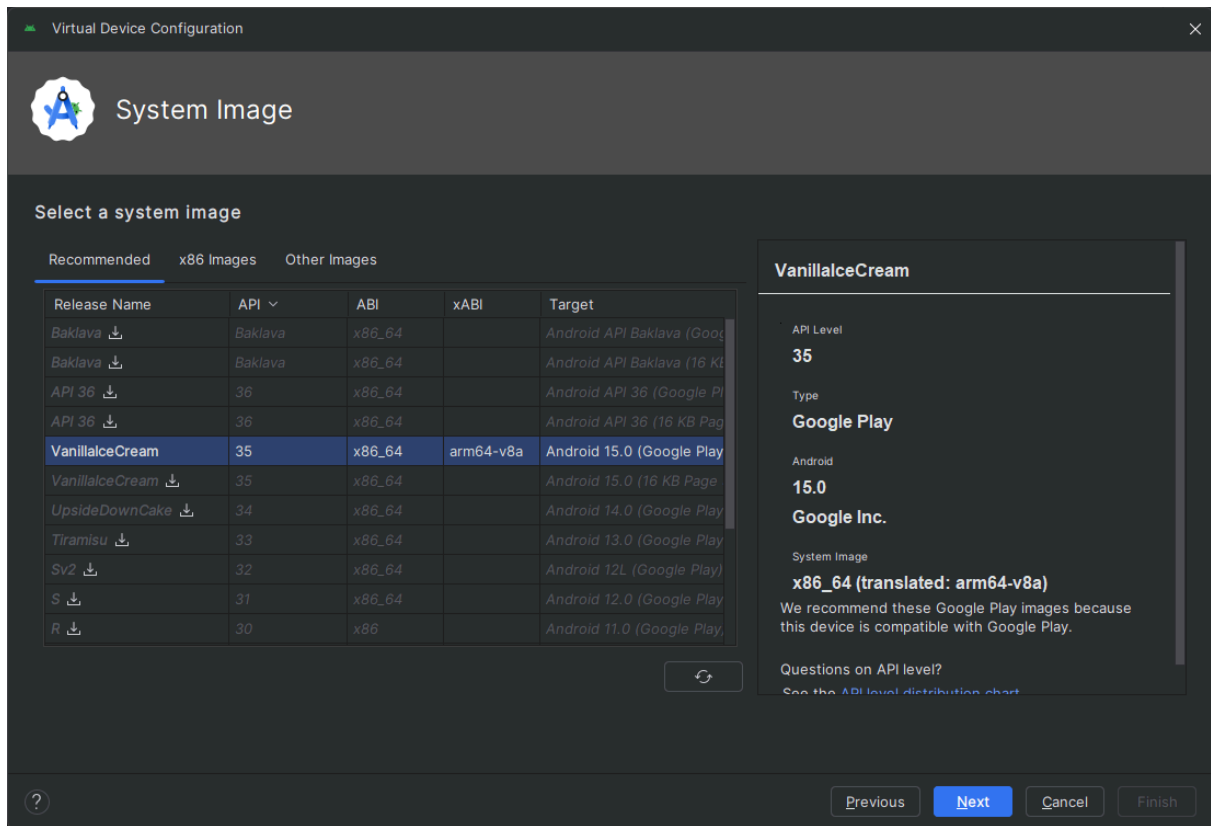 Virtual Device Configuration
System Image
Select a system image
Recommended x86 Images Other Images
Release Name API ABI xABI Target
Baklava Baklava x86_64 Android API Baklava (Goog
Baklava Baklava x86_64 Android API Baklava (16 KB
API 36 36 x86_64 Android API 36 (Google Pl
API 36 36 x86_64 Android API 36 (16 KB Pag
VanillaIceCream 35 x86_64 arm64-v8a Android 15.0 (Google Play
VanillaIceCream 35 x86_64 Android 15.0 (16 KB Page
UpsideDownCake 34 x86_64 Android 14.0 (Google Play
Tiramisu 33 x86_64 Android 13.0 (Google Play
Sv2 32 x86_64 Android 12L (Google Play)
S 31 x86_64 Android 12.0 (Google Play
R 30 x86 Android 11.0 (Google Play,
VanillaIceCream
API Level
35
Type
Google Play
Android
15.0
Google Inc.
System Image
x86_64 (translated: arm64-v8a)
We recommend these Google Play images because
this device is compatible with Google Play.
Questions on API level?
See the API level distribution chart
? Previous Next Cancel Finish